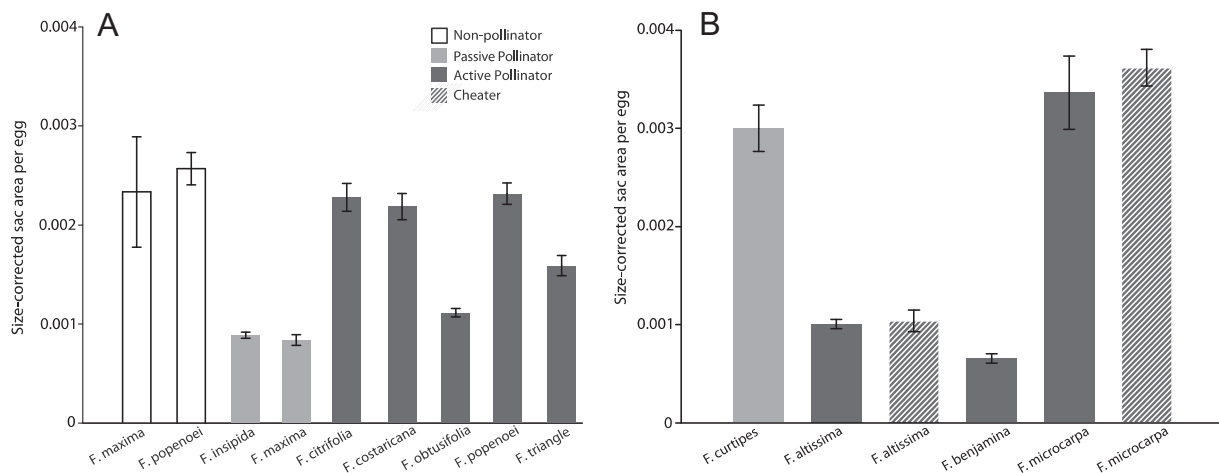 A
Non-pollinator
Passive Pollinator
Active Pollinator
Cheater
Size-corrected sac area per egg
0.004
0.003
0.002
0.001
0
F. maxima
F. popenoei
F. insipida
F. maxima
F. citrifolia
F. costaricana
F. obtusifolia
F. popenoei
F. triangle
B
Size-corrected sac area per egg
0.004
0.003
0.002
0.001
0
F. curtipes
F. altissima
F. altissima
F. benjamina
F. microcarpa
F. microcarpa